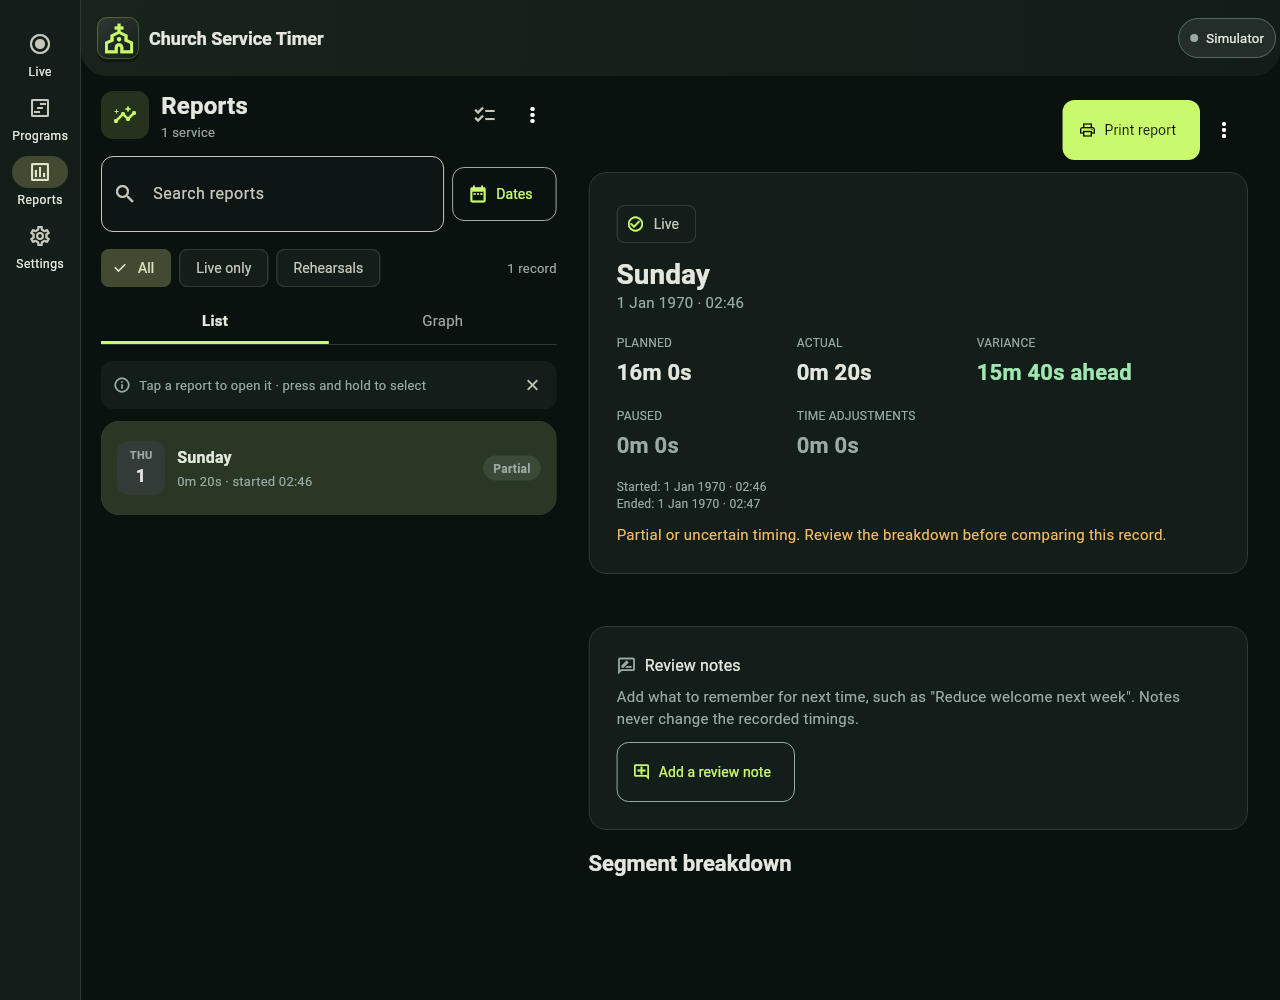 Live
Programs
Reports
Settings
Church Service Timer
Simulator
Reports
1 service
Search reports
Dates
All
Live only
Rehearsals
1 record
List
Graph
Tap a report to open it · press and hold to select
THU
1
Sunday
0m 20s · started 02:46
Partial
Print report
Live
Sunday
1 Jan 1970 · 02:46
PLANNED
16m 0s
ACTUAL
0m 20s
VARIANCE
15m 40s ahead
PAUSED
0m 0s
TIME ADJUSTMENTS
0m 0s
Started: 1 Jan 1970 · 02:46
Ended: 1 Jan 1970 · 02:47
Partial or uncertain timing. Review the breakdown before comparing this record.
Review notes
Add what to remember for next time, such as "Reduce welcome next week". Notes
never change the recorded timings.
Add a review note
Segment breakdown